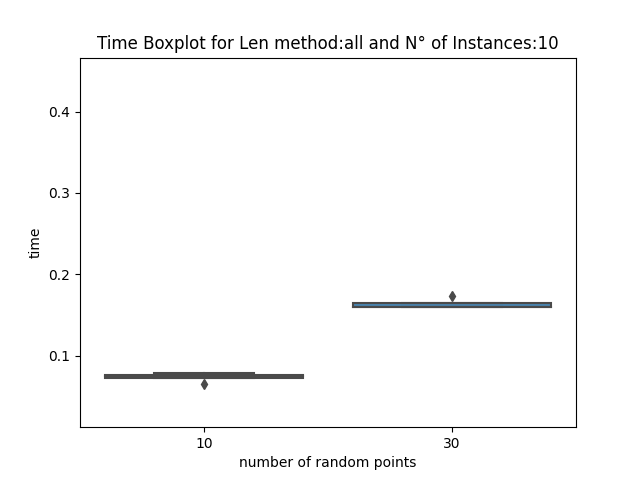 Time Boxplot for Len method:all and N° of Instances:10
0.4
0.3
0.2
0.1
time
10
30
number of random points